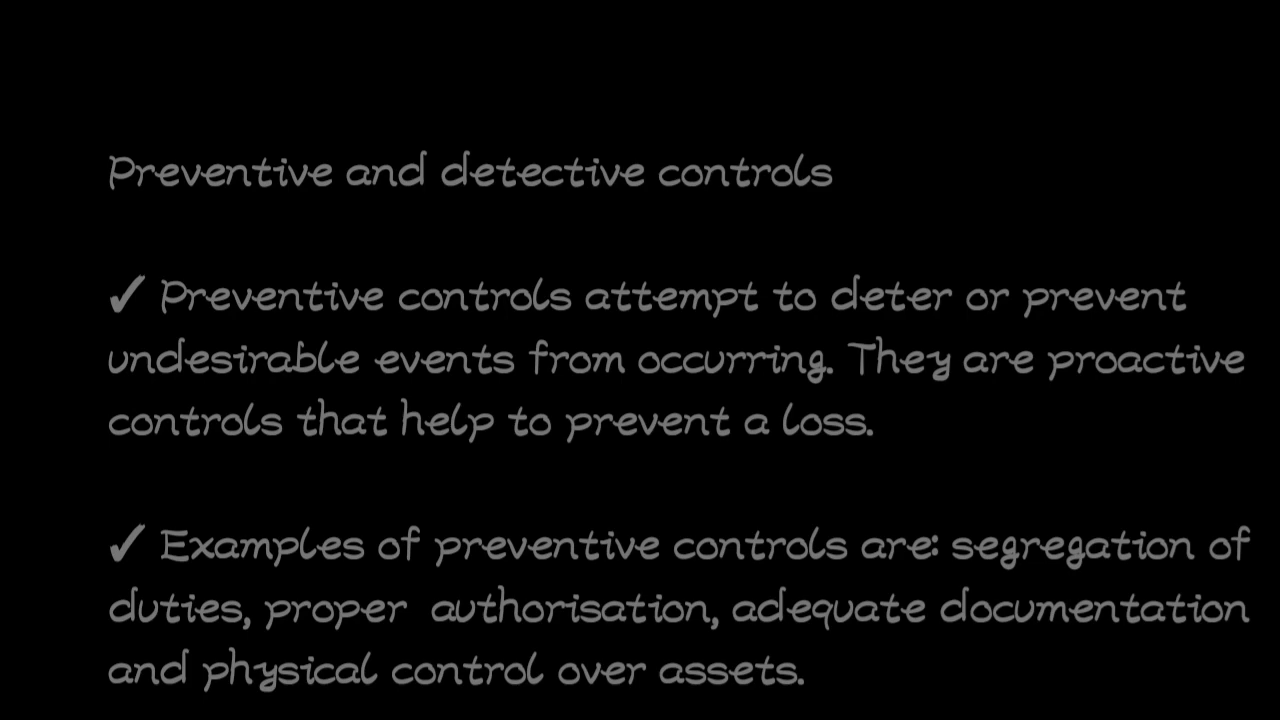 Preventive and detective controls
✓ Preventive controls attempt to deter or prevent
undesirable events from occurring. They are proactive
controls that help to prevent a loss.
✓ Examples of preventive controls are: segregation of
duties, proper  authorisation, adequate documentation
and physical control over assets.